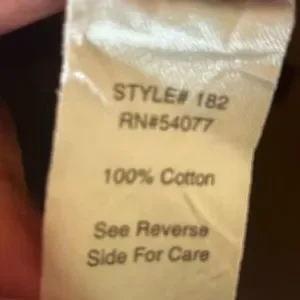 STYLE# 182
RN#54077
100% Cotton
See Reverse
Side For Care